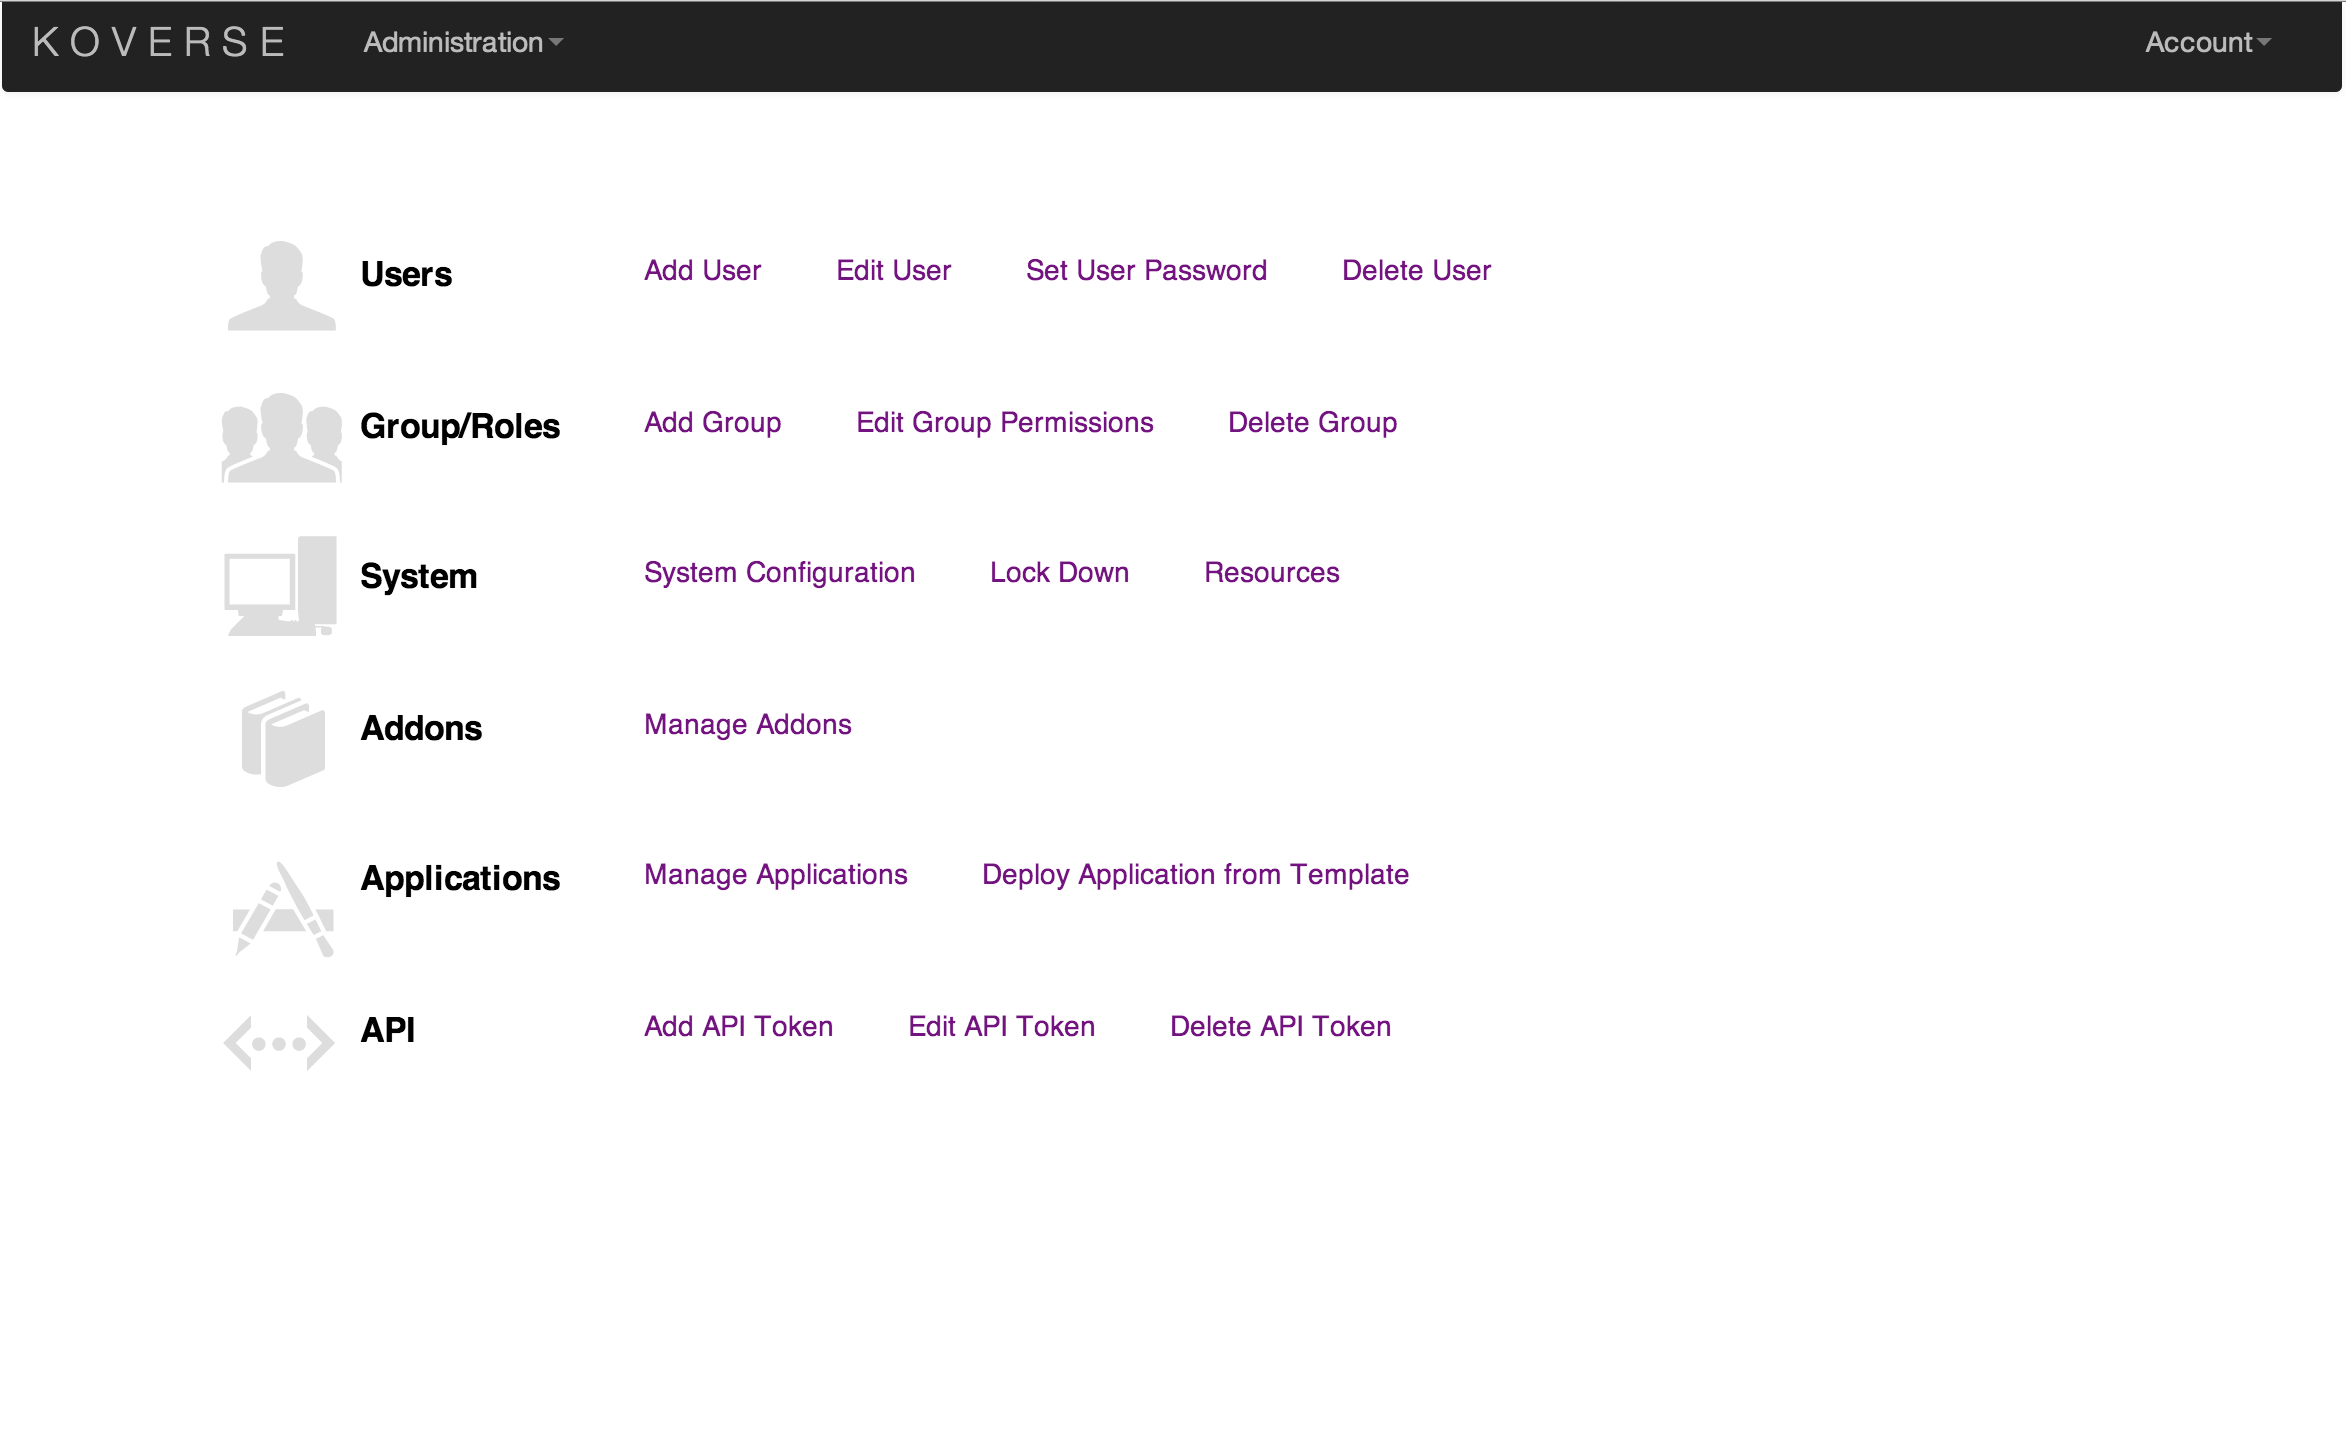 KOVERSE Administration Account
Users Add User Edit User Set User Password Delete User
Group/Roles Add Group Edit Group Permissions Delete Group
System System Configuration Lock Down Resources
Addons Manage Addons
Applications Manage Applications Deploy Application from Template
API Add API Token Edit API Token Delete API Token